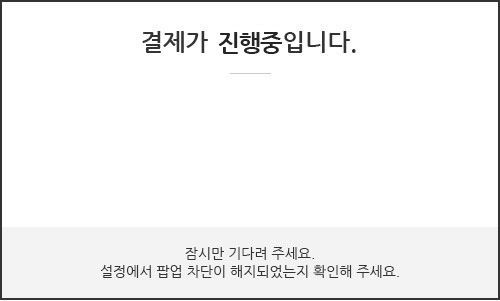 결제가 진행중입니다.
잠시만 기다려 주세요.
설정에서 팝업 차단이 해지되었는지 확인해 주세요.